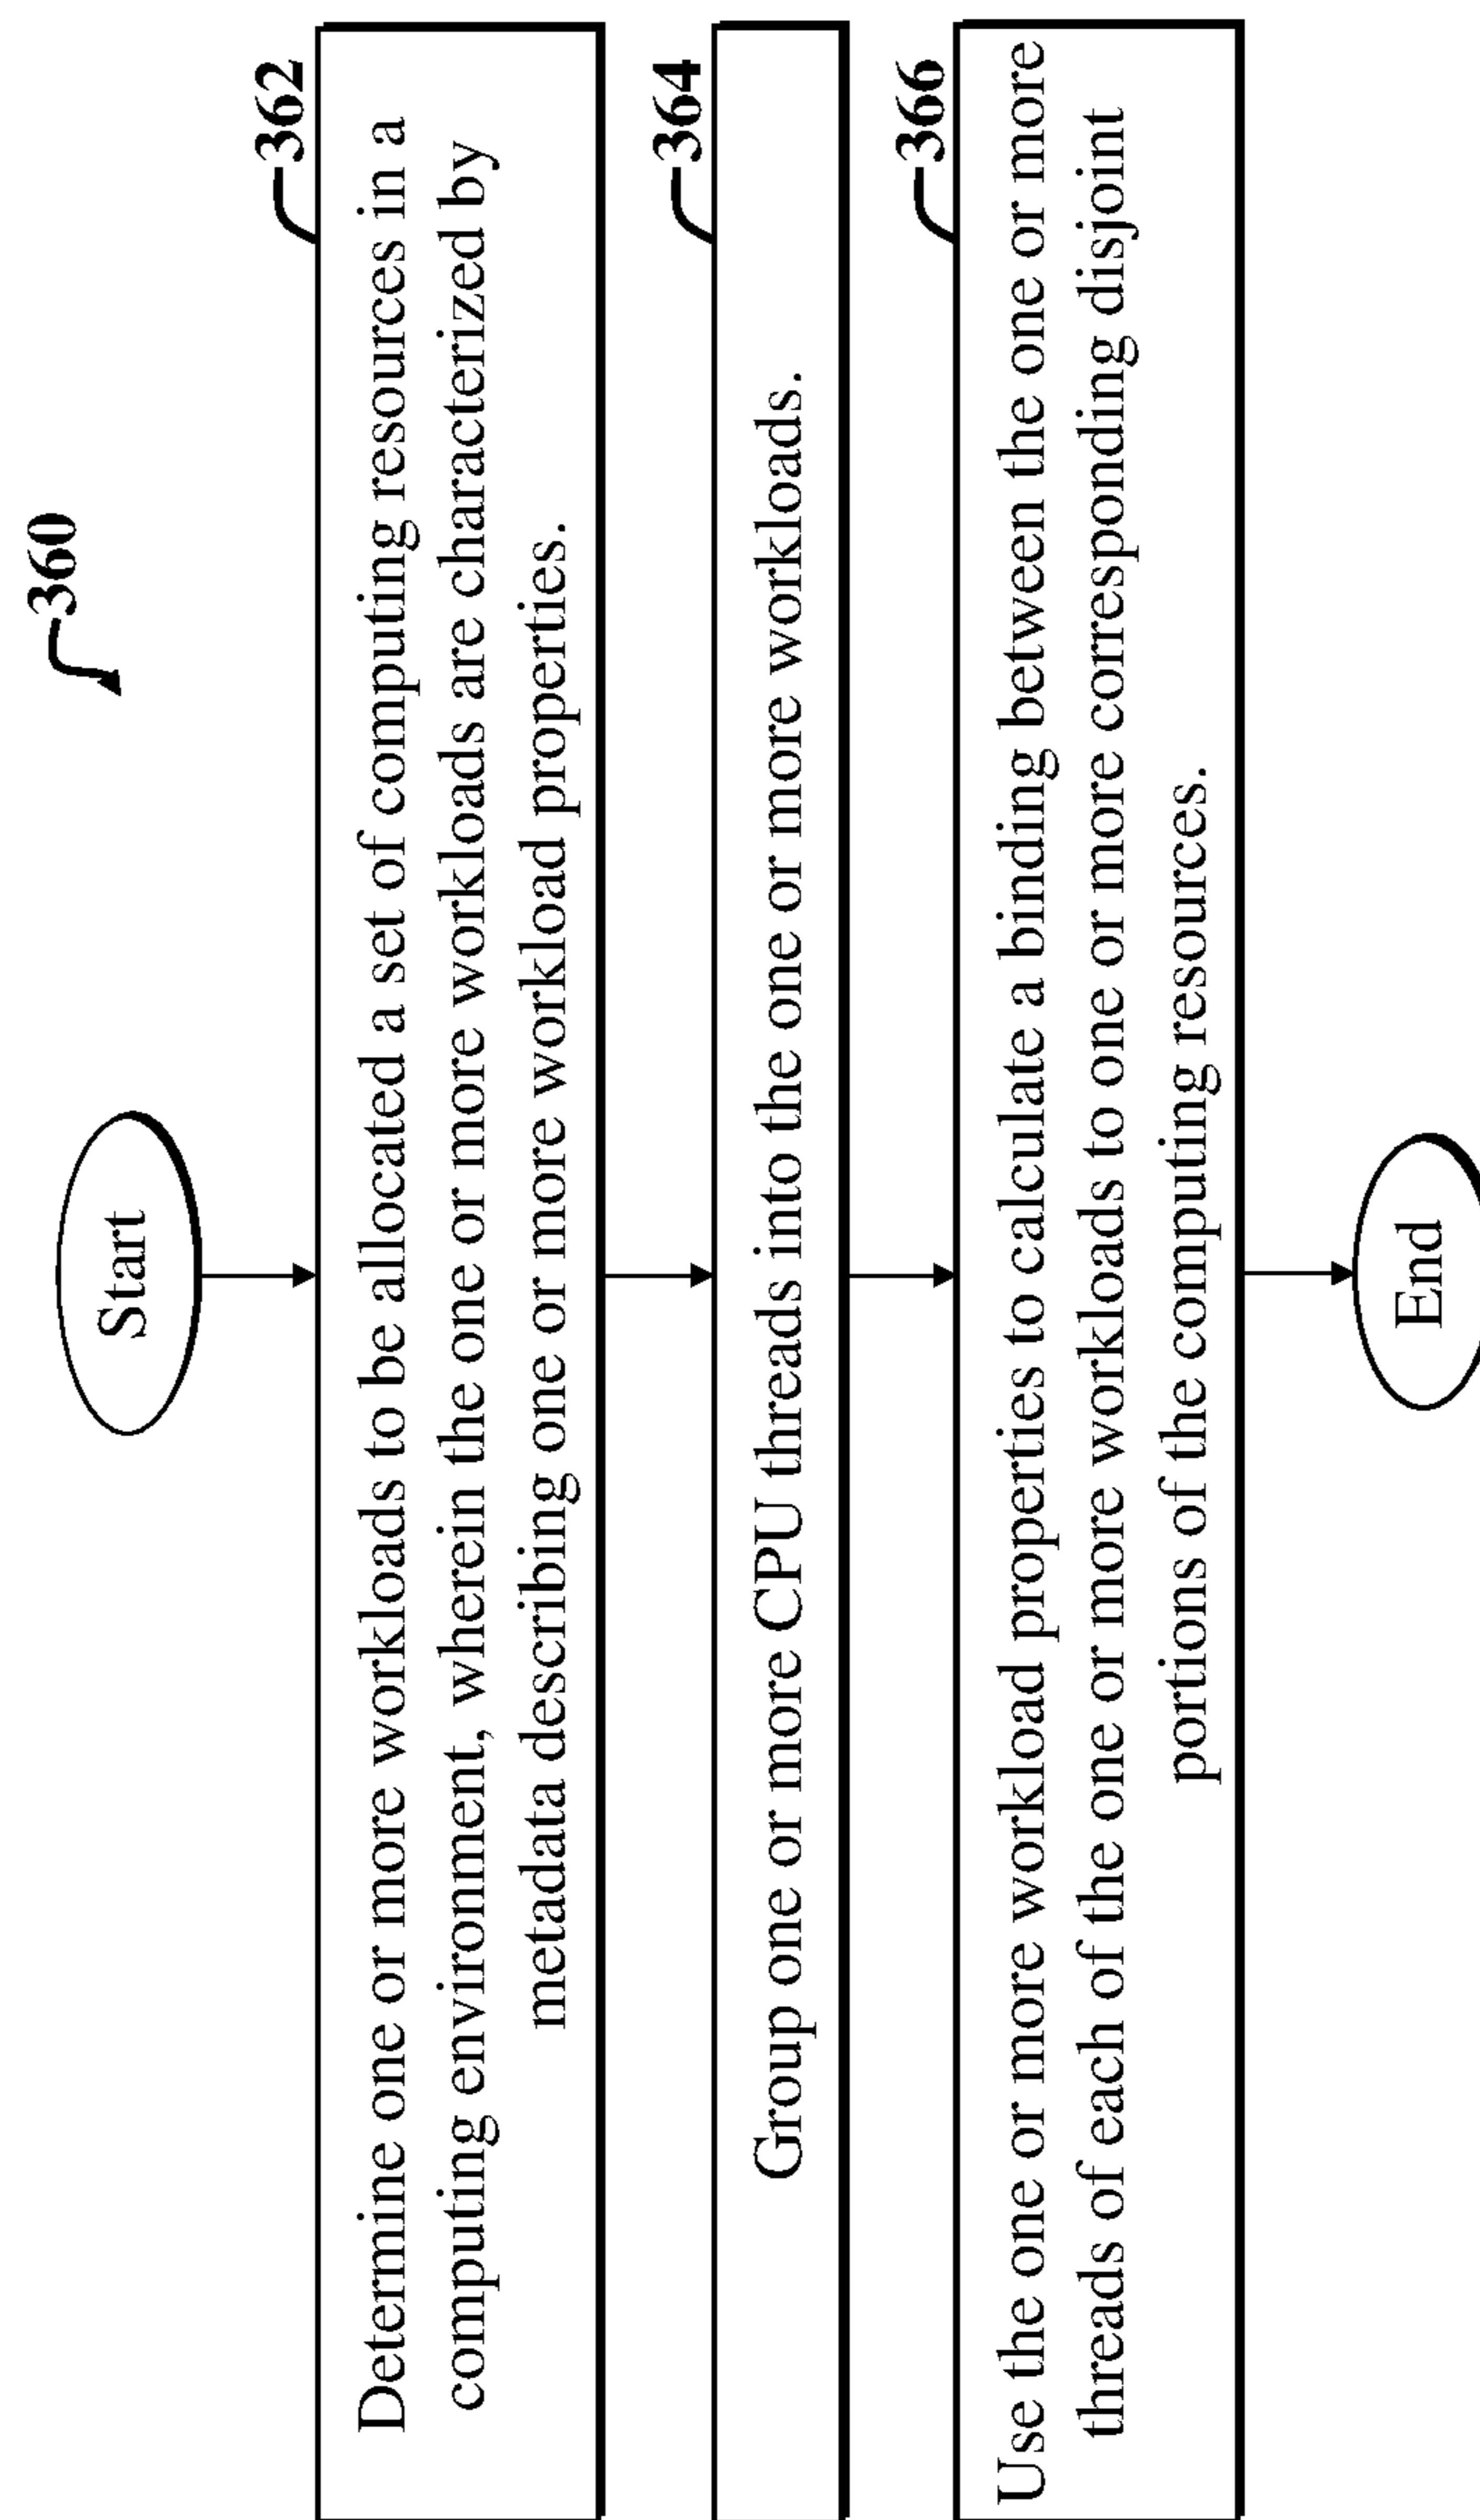 360
Start
362
Determine one or more workloads to be allocated a set of computing resources in a
computing environment, wherein the one or more workloads are characterized by
metadata describing one or more workload properties.
364
Group one or more CPU threads into the one or more workloads.
366
Use the one or more workload properties to calculate a binding between the one or more
threads of each of the one or more workloads to one or more corresponding disjoint
portions of the computing resources.
End